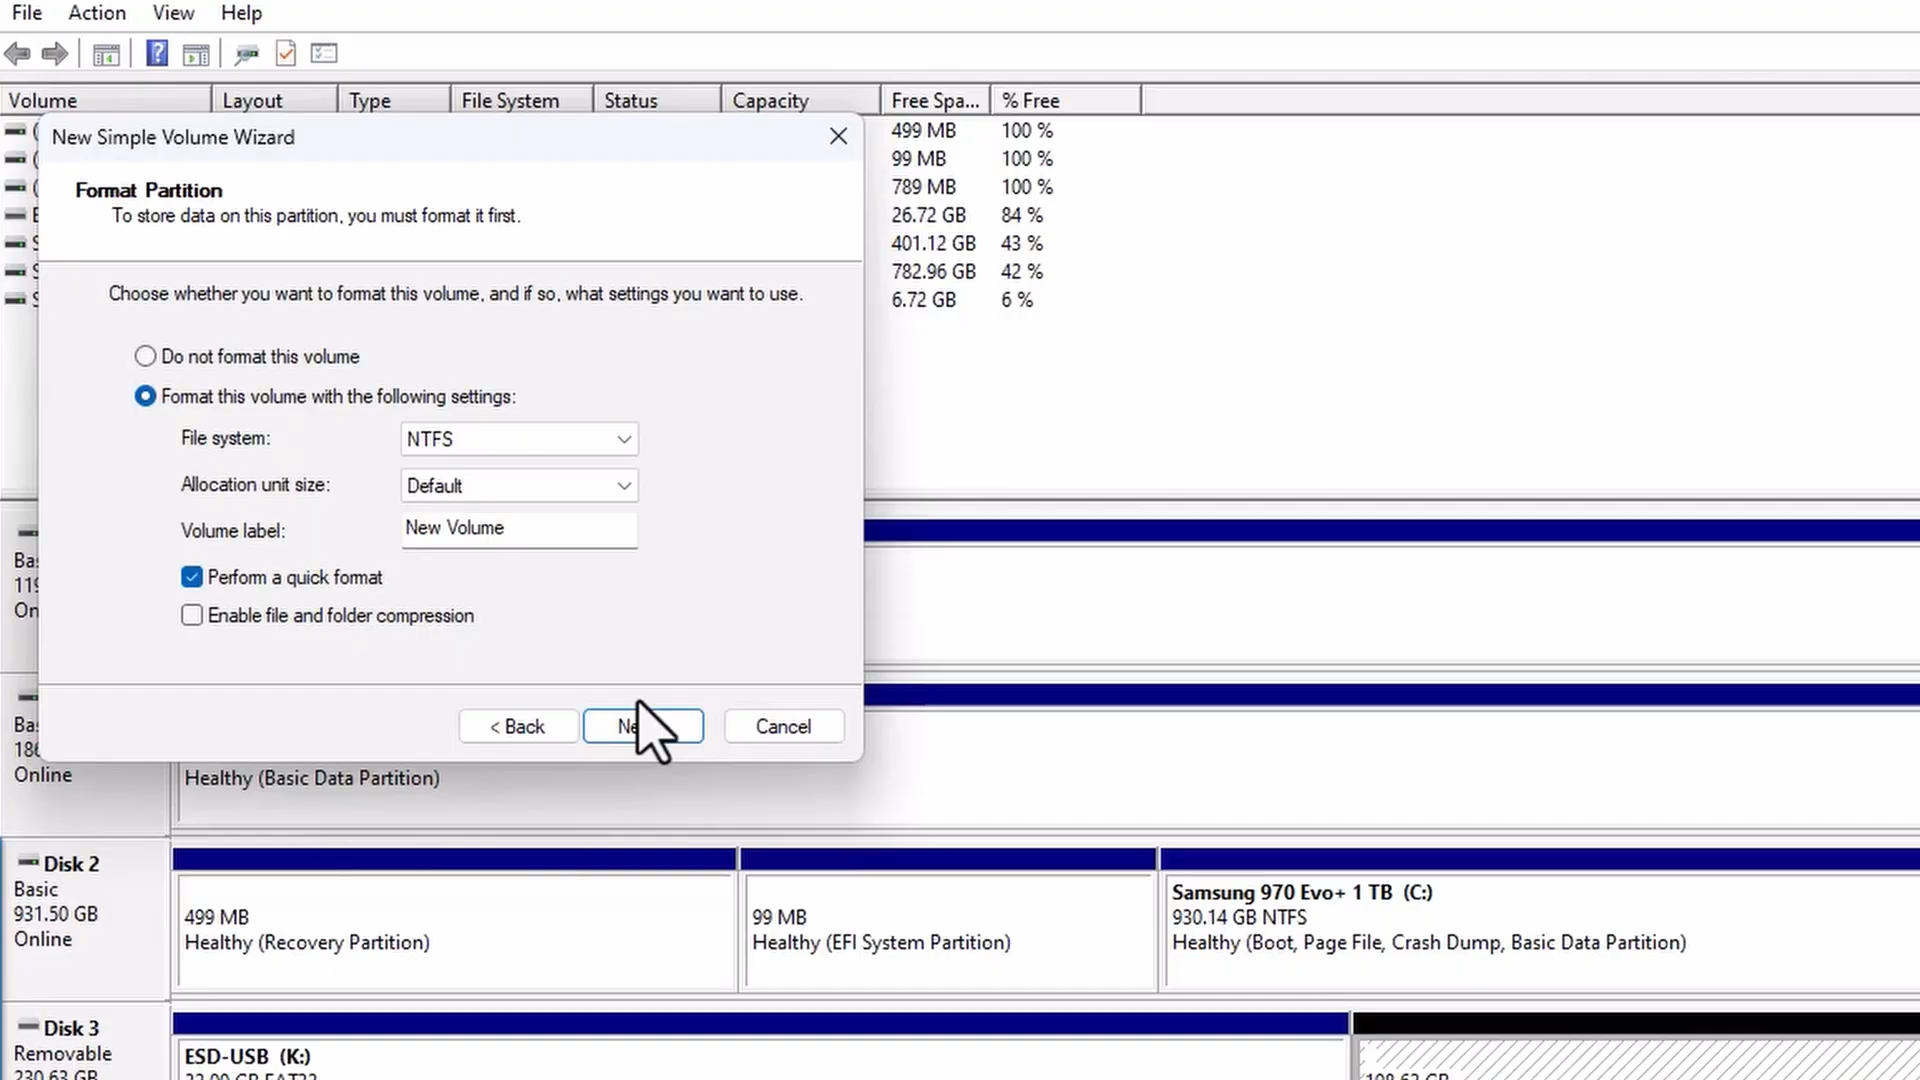 File Action View Help
Volume Layout Type File System Status Capacity Free Spa... % Free
New Simple Volume Wizard
499 MB 100 %
99 MB 100 %
789 MB 100 %
26.72 GB 84 %
401.12 GB 43 %
782.96 GB 42 %
6.72 GB 6 %
Format Partition
To store data on this partition, you must format it first.
Choose whether you want to format this volume, and if so, what settings you want to use.
Do not format this volume
Format this volume with the following settings:
File system: NTFS
Allocation unit size: Default
Volume label: New Volume
Perform a quick format
Enable file and folder compression
< Back Cancel
Online
Healthy (Basic Data Partition)
Disk 2
Basic
931.50 GB
Online
499 MB
Healthy (Recovery Partition)
99 MB
Healthy (EFI System Partition)
Samsung 970 Evo+ 1 TB (C:)
930.14 GB NTFS
Healthy (Boot, Page File, Crash Dump, Basic Data Partition)
Disk 3
Removable
230.63 GB
ESD-USB (K:)